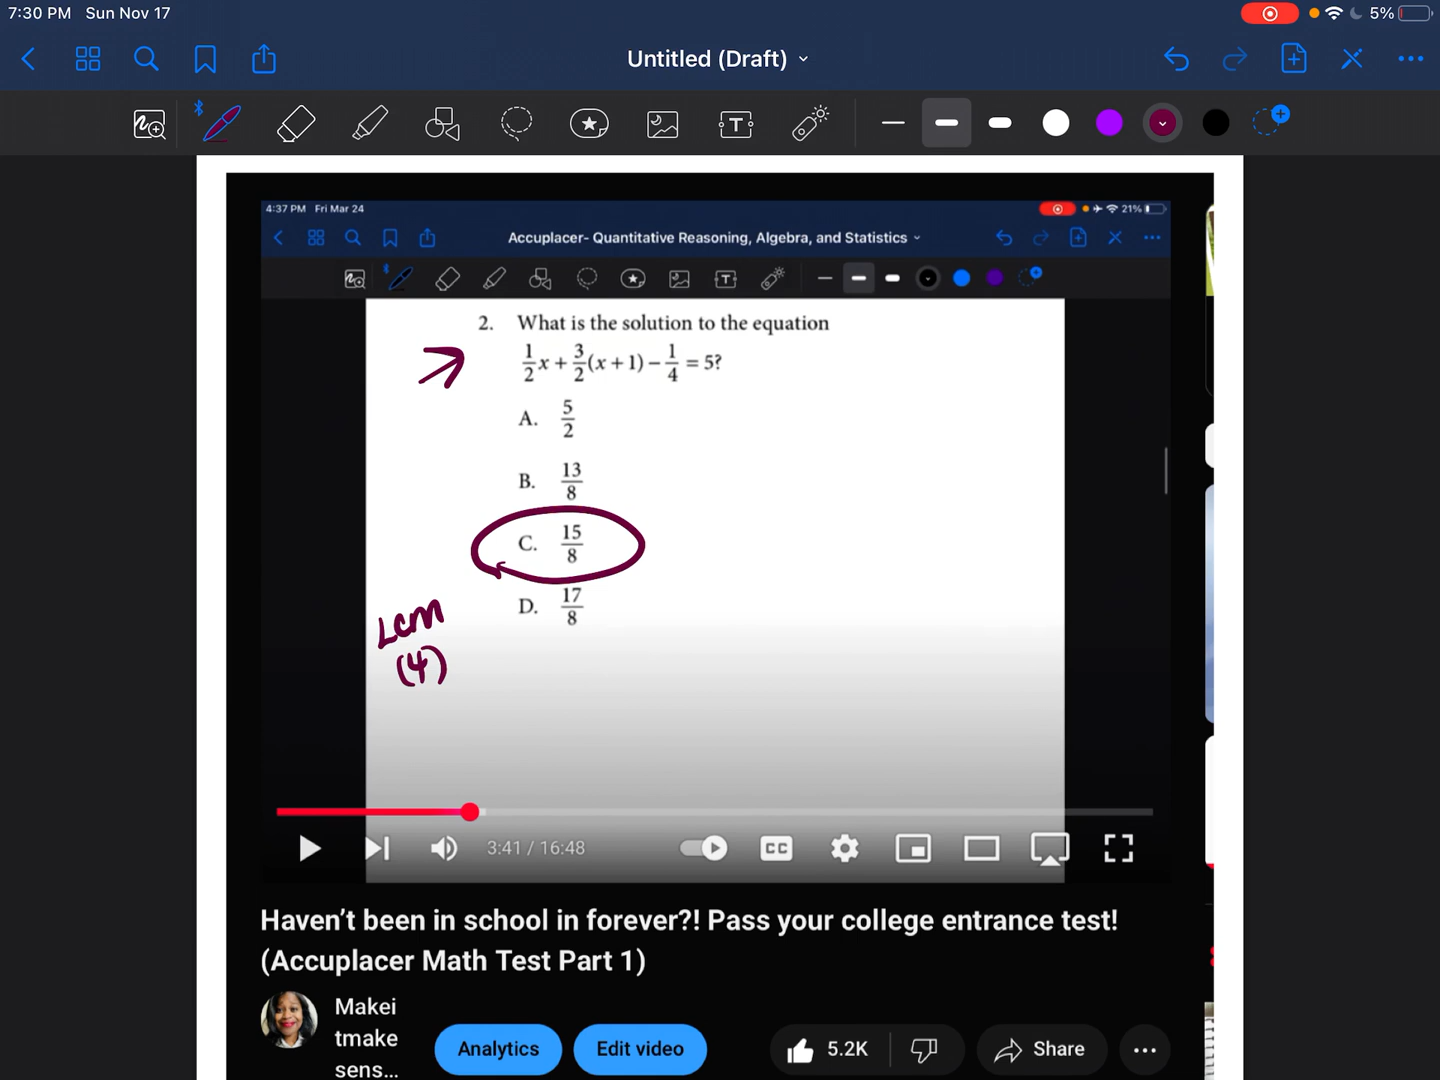 7:30 PM Sun Nov 17
5%
Untitled (Draft)
4:37 PM Fri Mar 24
21%
Accuplacer- Quantitative Reasoning, Algebra, and Statistics
2. What is the solution to the equation
1/2 x + 3/2 (x + 1) − 1/4 = 5?
A. 5/2
B. 13/8
C. 15/8
D. 17/8
LCM
(4)
3:41 / 16:48
CC
Haven’t been in school in forever?! Pass your college entrance test!
(Accuplacer Math Test Part 1)
Makei
tmake
sens...
Analytics
Edit video
5.2K
Share